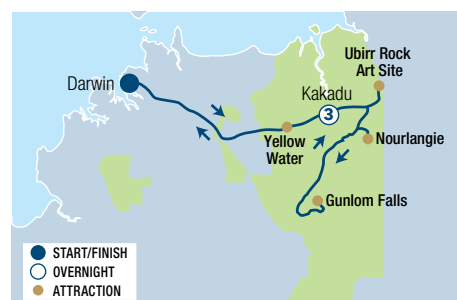 Ubirr Rock
Art Site
Darwin
Kakadu
3
Yellow
Water
Nourlangie
Gunlom Falls
START/FINISH
OVERNIGHT
ATTRACTION